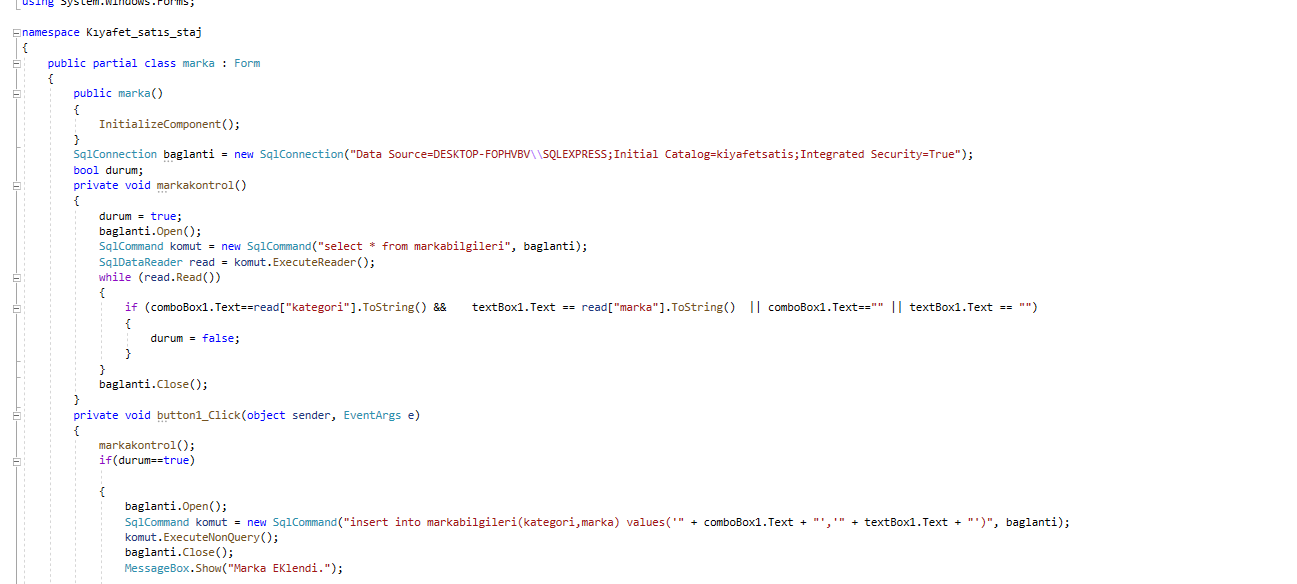 using System.Windows.Forms;
namespace Kıyafet_satıs_staj
{
public partial class marka : Form
{
public marka()
{
InitializeComponent();
}
SqlConnection baglanti = new SqlConnection("Data Source=DESKTOP-FOPHVBV\\SQLEXPRESS;Initial Catalog=kiyafetsatis;Integrated Security=True");
bool durum;
private void markakontrol()
{
durum = true;
baglanti.Open();
SqlCommand komut = new SqlCommand("select * from markabilgileri", baglanti);
SqlDataReader read = komut.ExecuteReader();
while (read.Read())
{
if (comboBox1.Text==read["kategori"].ToString() && textBox1.Text == read["marka"].ToString() || comboBox1.Text=="" || textBox1.Text == "")
{
durum = false;
}
}
baglanti.Close();
}
private void button1_Click(object sender, EventArgs e)
{
markakontrol();
if(durum==true)
{
baglanti.Open();
SqlCommand komut = new SqlCommand("insert into markabilgileri(kategori,marka) values('" + comboBox1.Text + "','" + textBox1.Text + "')", baglanti);
komut.ExecuteNonQuery();
baglanti.Close();
MessageBox.Show("Marka EKlendi.");